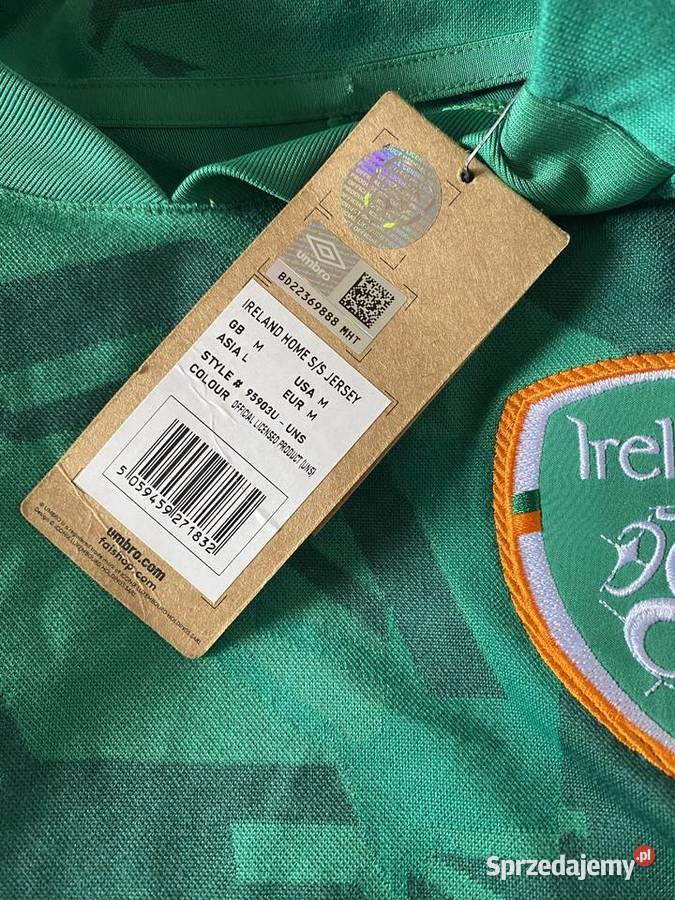 umbro
BD22369888 MHT
IRELAND HOME S/S JERSEY
GB M USA M
ASIA L EUR M
STYLE # 95903U - UNS
COLOUR OFFICIAL LICENSED PRODUCT (UNS)
5 059459 271832
umbro.com
faishop.com
Irel
Sprzedajemy.pl